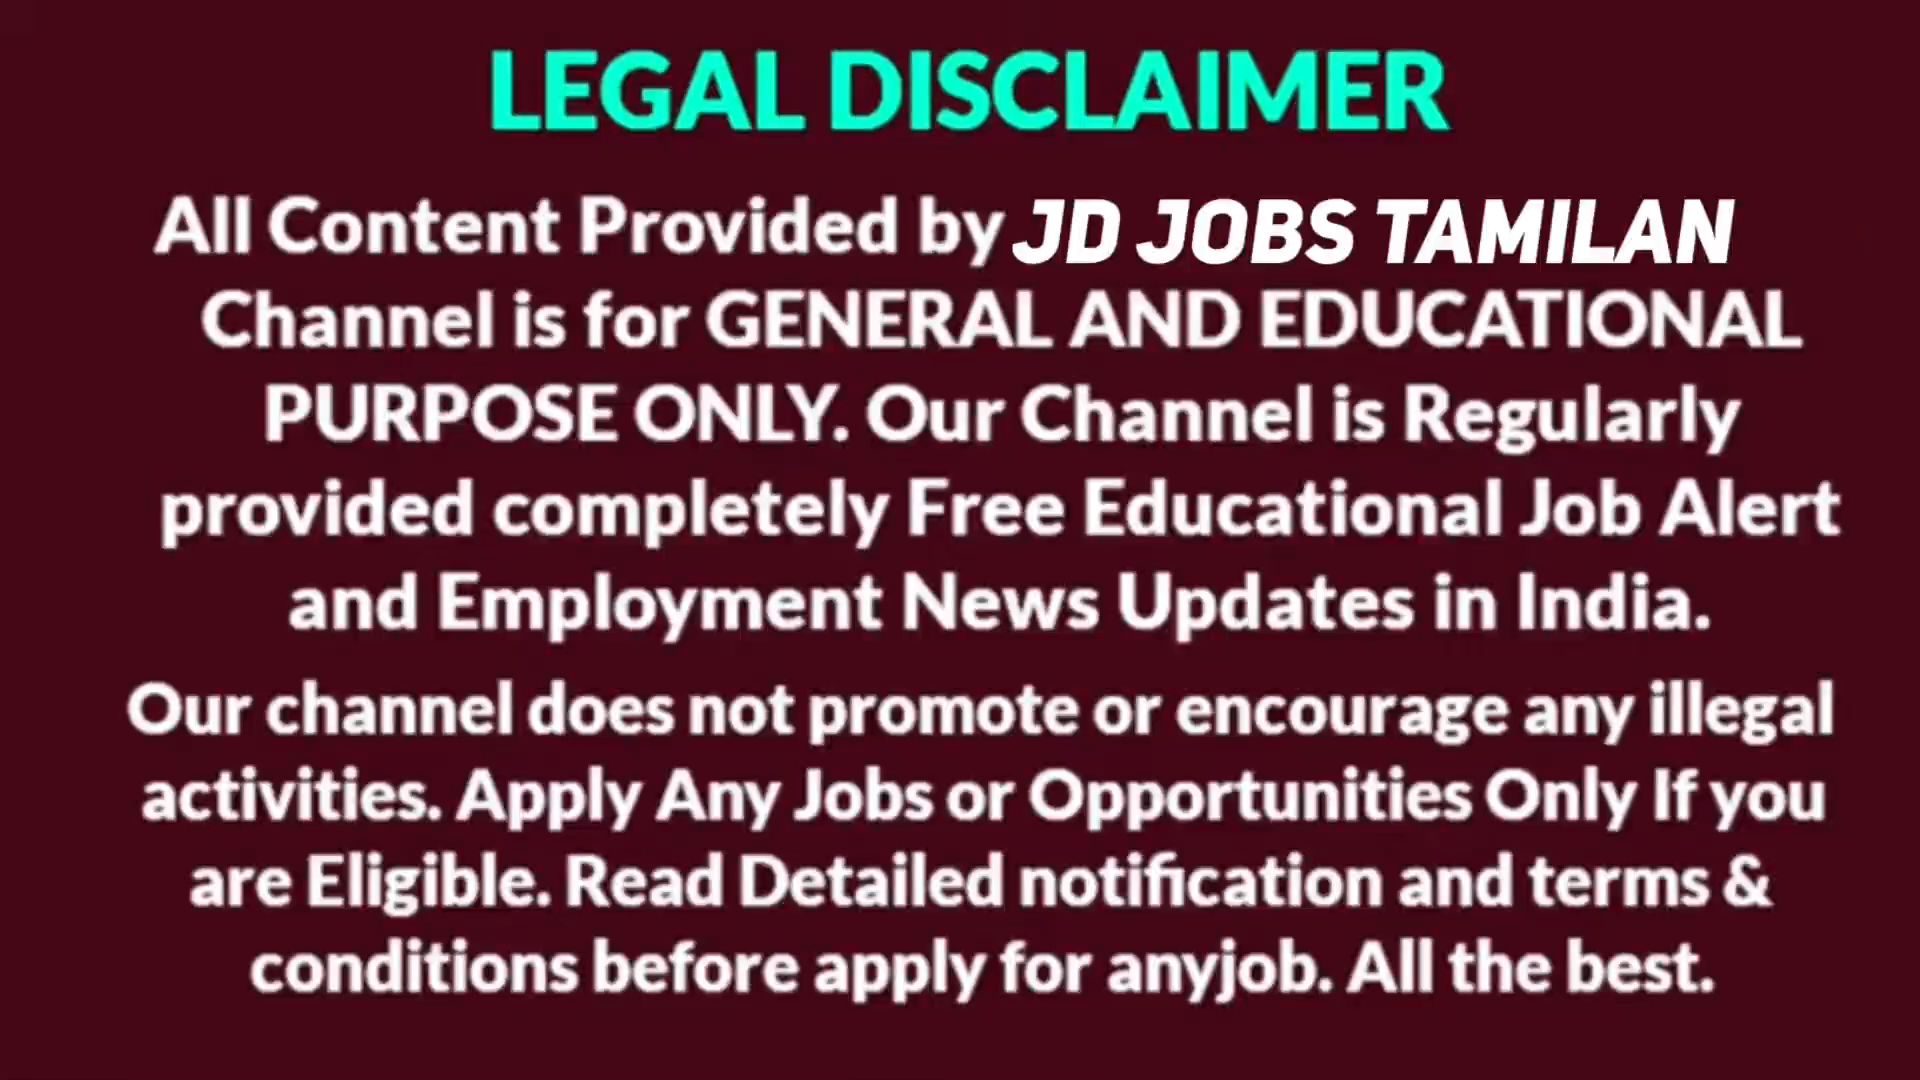 LEGAL DISCLAIMER
All Content Provided by JD JOBS TAMILAN
Channel is for GENERAL AND EDUCATIONAL
PURPOSE ONLY. Our Channel is Regularly
provided completely Free Educational Job Alert
and Employment News Updates in India.
Our channel does not promote or encourage any illegal
activities. Apply Any Jobs or Opportunities Only If you
are Eligible. Read Detailed notification and terms &
conditions before apply for anyjob. All the best.